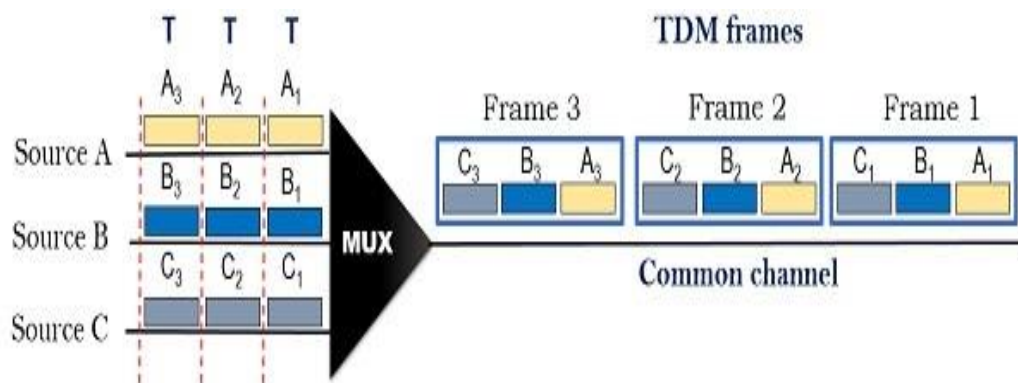 T T T
TDM frames
A₃ A₂ A₁
Frame 3 Frame 2 Frame 1
Source A
C₃ B₃ A₃ C₂ B₂ A₂ C₁ B₁ A₁
B₃ B₂ B₁
Source B
MUX
C₃ C₂ C₁
Common channel
Source C